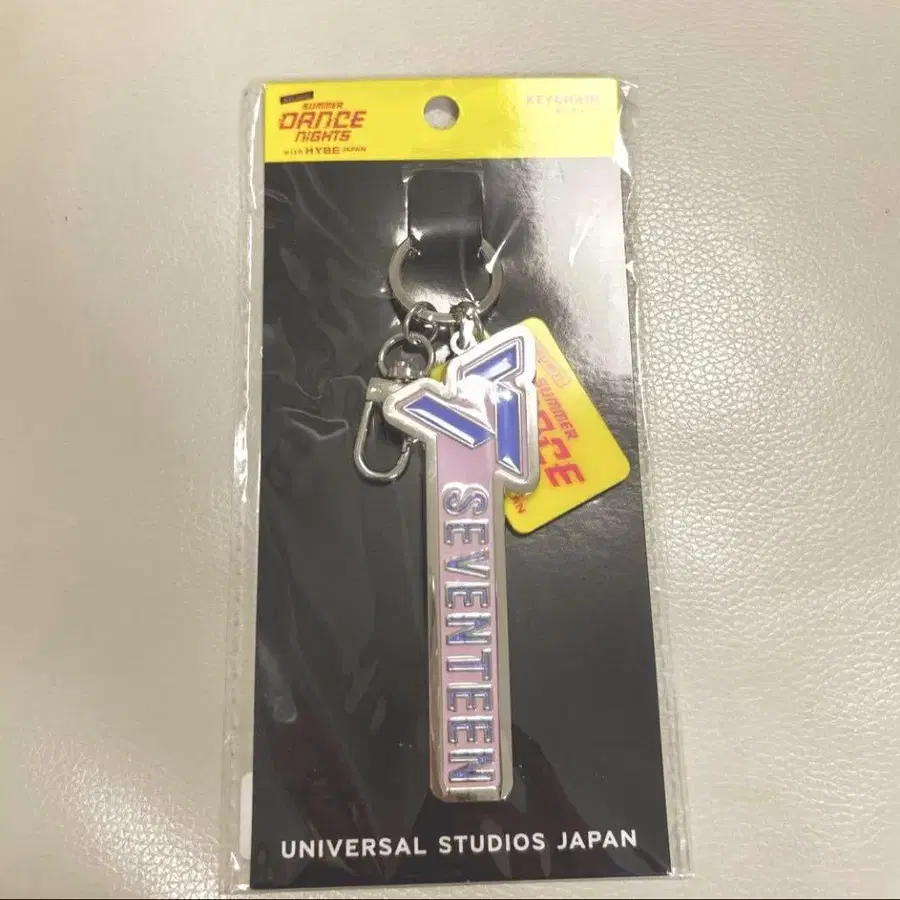 SUMMER
DANCE
NIGHTS
with HYBE JAPAN
KEYCHAIN
SUMMER
SEVENTEEN
UNIVERSAL STUDIOS JAPAN